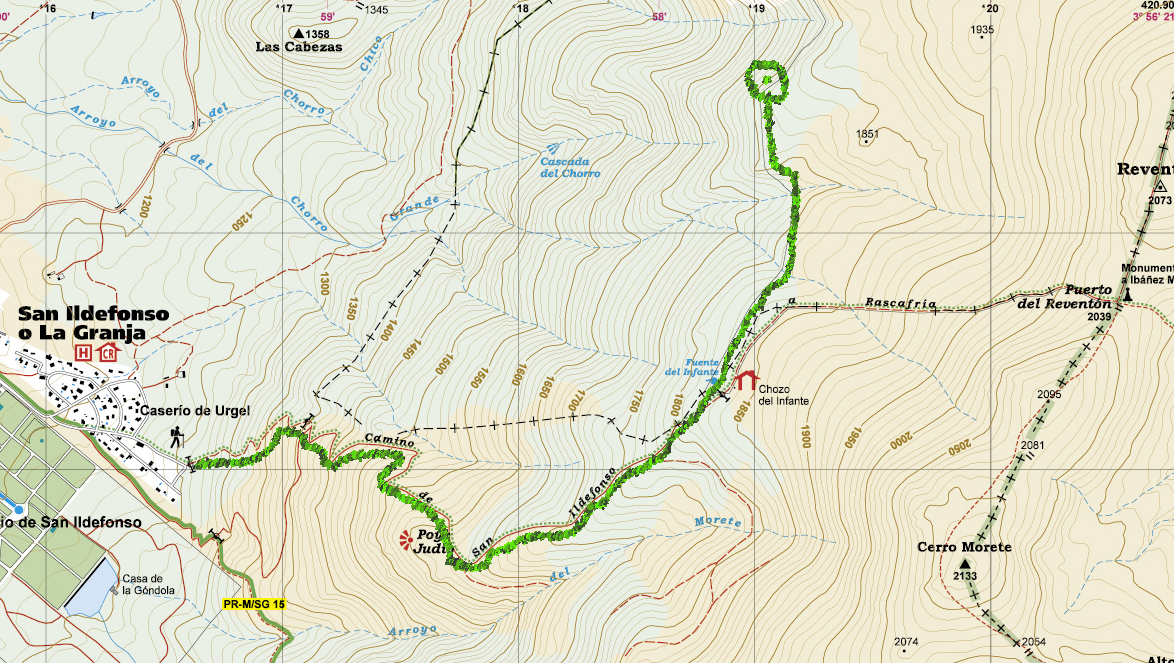 16
17
1345
18
19
20
420.90
59'
58'
3° 56' 21
1358
Las Cabezas
1935
Chico
Arroyo
del
Chorro
Arroyo
del
Chorro
Grande
Cascada
del Chorro
1851
Revent
2073
1200
1250
1300
1350
1400
1450
1500
1550
1600
1650
1700
1750
1800
1850
1900
1950
2000
2050
Monument
a Ibáñez M
Puerto
del Reventón
2039
a
Rascafría
San Ildefonso
o La Granja
H
CR
Fuente
del Infante
Chozo
del Infante
2095
Caserío de Urgel
Camino
de
San
Ildefonso
2081
io de San Ildefonso
Morete
del
Arroyo
Cerro Morete
2133
Casa de
la Góndola
PR-M/SG 15
2074
2054
Alto